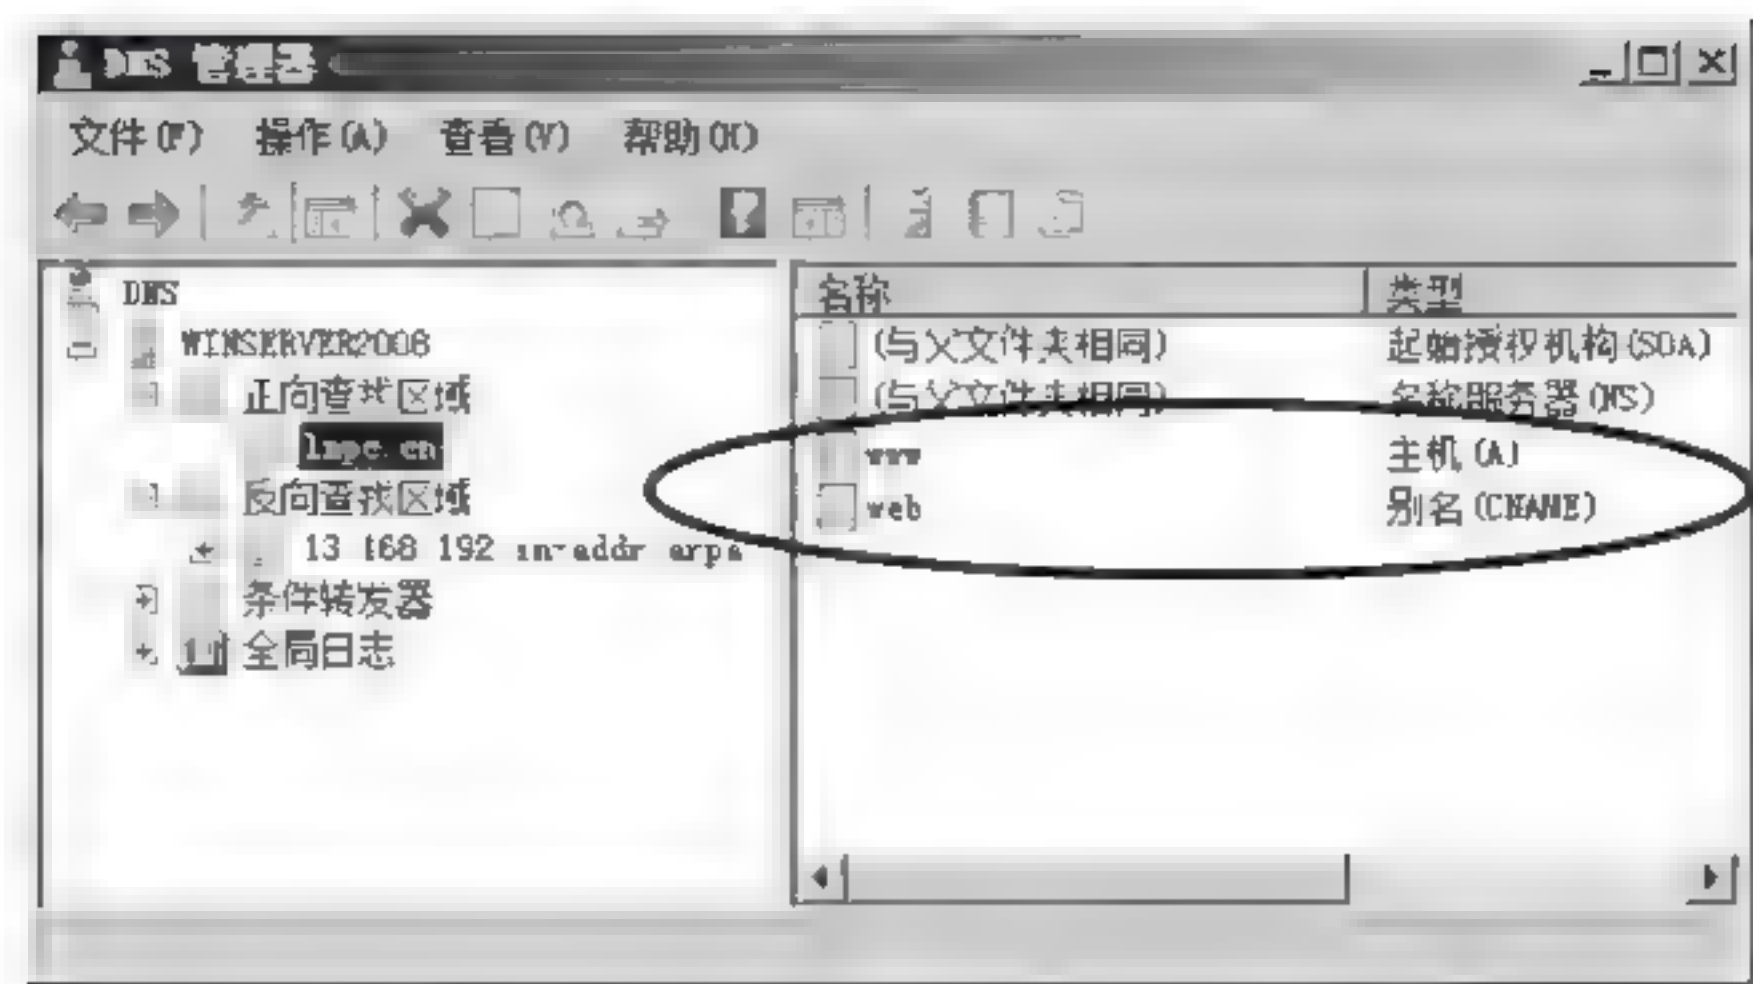 DNS 管理器
文件(F) 操作(A) 查看(V) 帮助(H)
DNS
WINSERVER2008
正向查找区域
lmpc.cn
反向查找区域
13 168 192 in-addr arpa
条件转发器
全局日志
名称 类型
(与父文件夹相同) 起始授权机构(SOA)
(与父文件夹相同) 名称服务器(NS)
www 主机(A)
web 别名(CNAME)